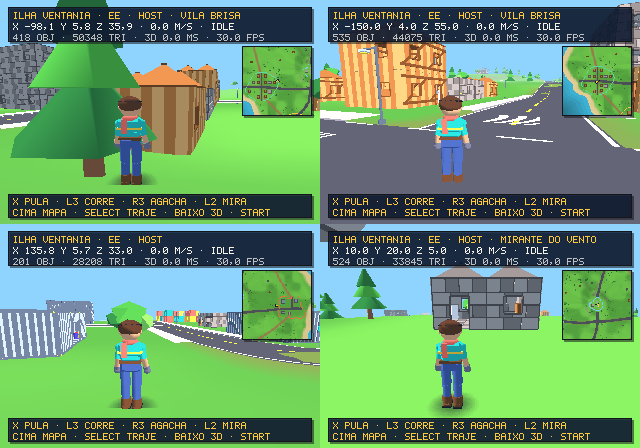 ILHA VENTANIA · EE · HOST · VILA BRISA
X -98,1 Y 5,8 Z 35,9 · 0,0 M/S · IDLE
418 OBJ · 50348 TRI · 3D 0,0 MS · 30,0 FPS
X PULA · L3 CORRE · R3 AGACHA · L2 MIRA
CIMA MAPA · SELECT TRAJE · BAIXO 3D · START
ILHA VENTANIA · EE · HOST · VILA BRISA
X -150,0 Y 4,0 Z 55,0 · 0,0 M/S · IDLE
535 OBJ · 44075 TRI · 3D 0,0 MS · 30,0 FPS
X PULA · L3 CORRE · R3 AGACHA · L2 MIRA
CIMA MAPA · SELECT TRAJE · BAIXO 3D · START
ILHA VENTANIA · EE · HOST
X 135,8 Y 5,7 Z 33,0 · 0,0 M/S · IDLE
201 OBJ · 28208 TRI · 3D 0,0 MS · 30,0 FPS
X PULA · L3 CORRE · R3 AGACHA · L2 MIRA
CIMA MAPA · SELECT TRAJE · BAIXO 3D · START
ILHA VENTANIA · EE · HOST · MIRANTE DO VENTO
X 10,0 Y 20,0 Z 5,0 · 0,0 M/S · IDLE
524 OBJ · 33845 TRI · 3D 0,0 MS · 30,0 FPS
X PULA · L3 CORRE · R3 AGACHA · L2 MIRA
CIMA MAPA · SELECT TRAJE · BAIXO 3D · START